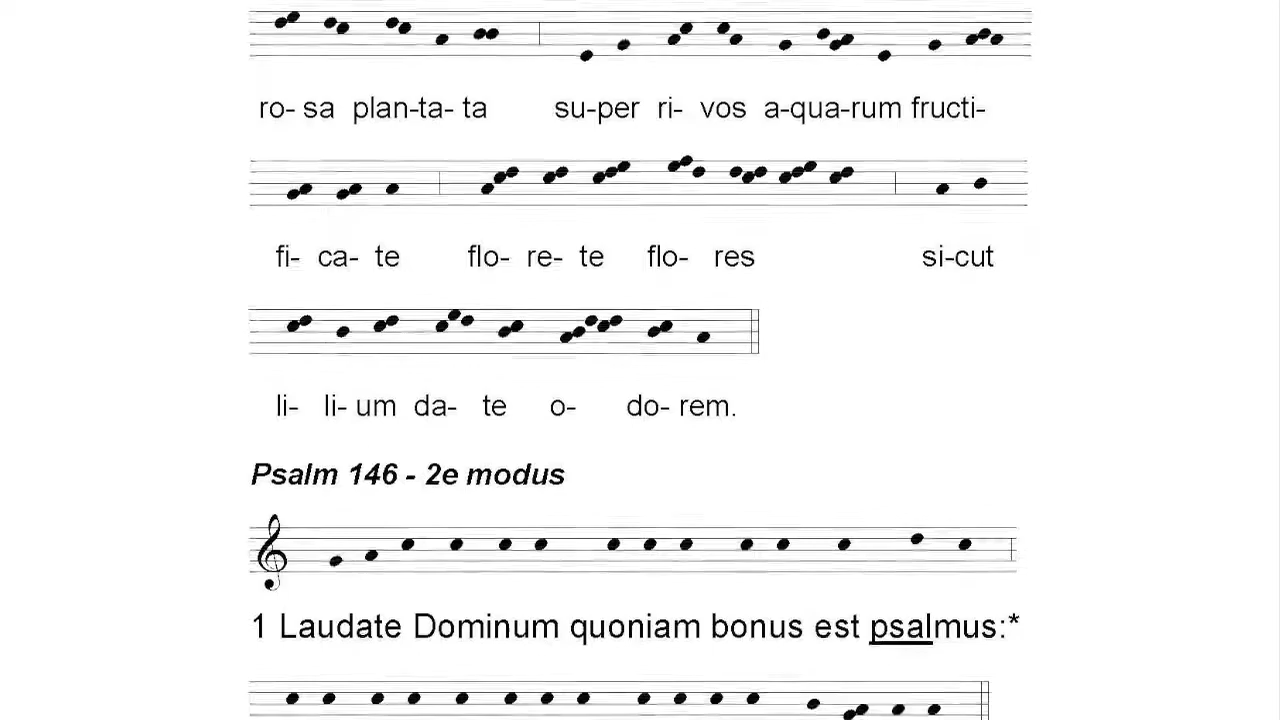 ro- sa plan-ta- ta su-per ri- vos a-qua-rum fructi-
fi- ca- te flo- re- te flo- res si-cut
li- li- um da- te o- do- rem.
Psalm 146 - 2e modus
1 Laudate Dominum quoniam bonus est psalmus:*